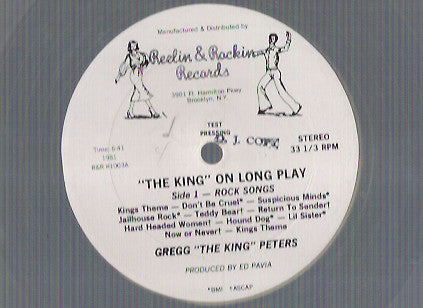 Manufactured & Distributed by
Reelin & Rockin
Records
3901 Ft. Hamilton Pkwy
Brooklyn, N.Y.
TEST
PRESSING
D. J. COPY
STEREO
33 1/3 RPM
Time: 6:41
1981
R&R #1003A
"THE KING" ON LONG PLAY
Side 1 — ROCK SONGS
Kings Theme — Don't Be Cruel* — Suspicious Minds*
Jailhouse Rock* — Teddy Bear† — Return To Sender†
Hard Headed Women† — Hound Dog* — Lil Sister*
Now or Never† — Kings Theme
GREGG "THE KING" PETERS
PRODUCED BY ED PAVIA
*BMI †ASCAP